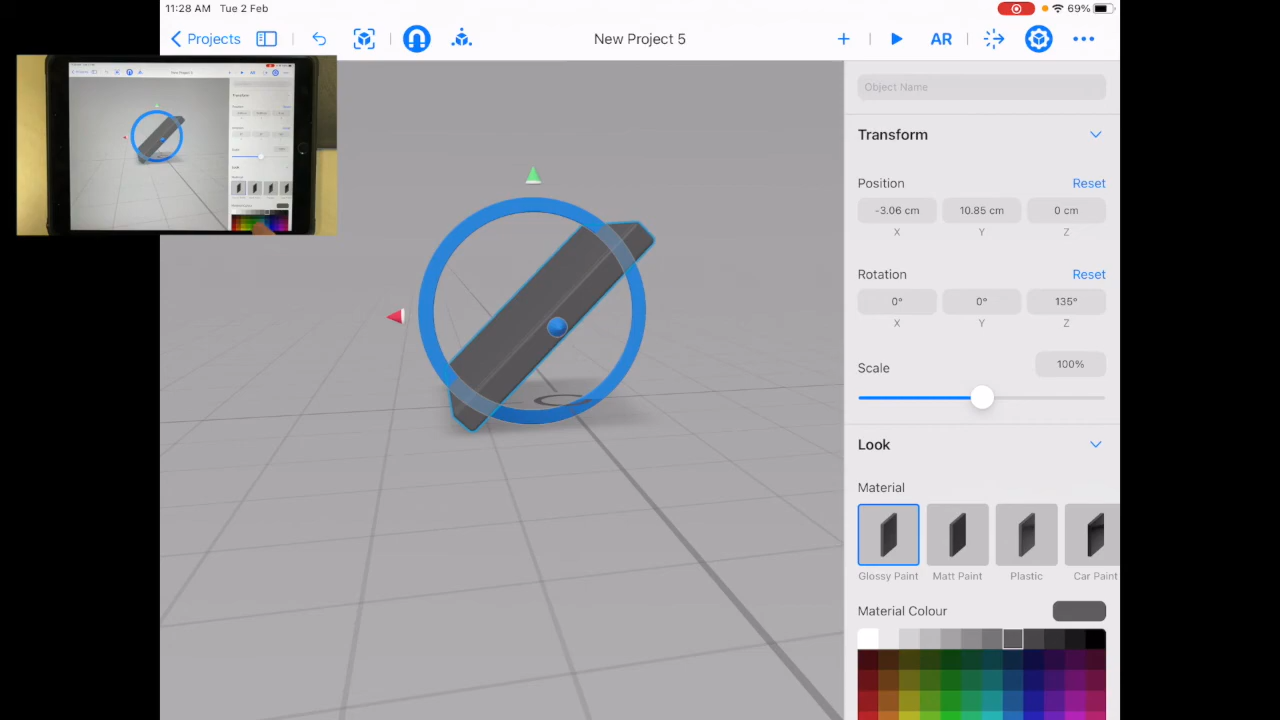 11:28 AM Tue 2 Feb
69%
Projects
New Project 5
AR
Object Name
Transform
Position
Reset
-3.06 cm
10.85 cm
0 cm
X
Y
Z
Rotation
Reset
0°
0°
135°
X
Y
Z
Scale
100%
Look
Material
Glossy Paint
Matt Paint
Plastic
Car Paint
Material Colour